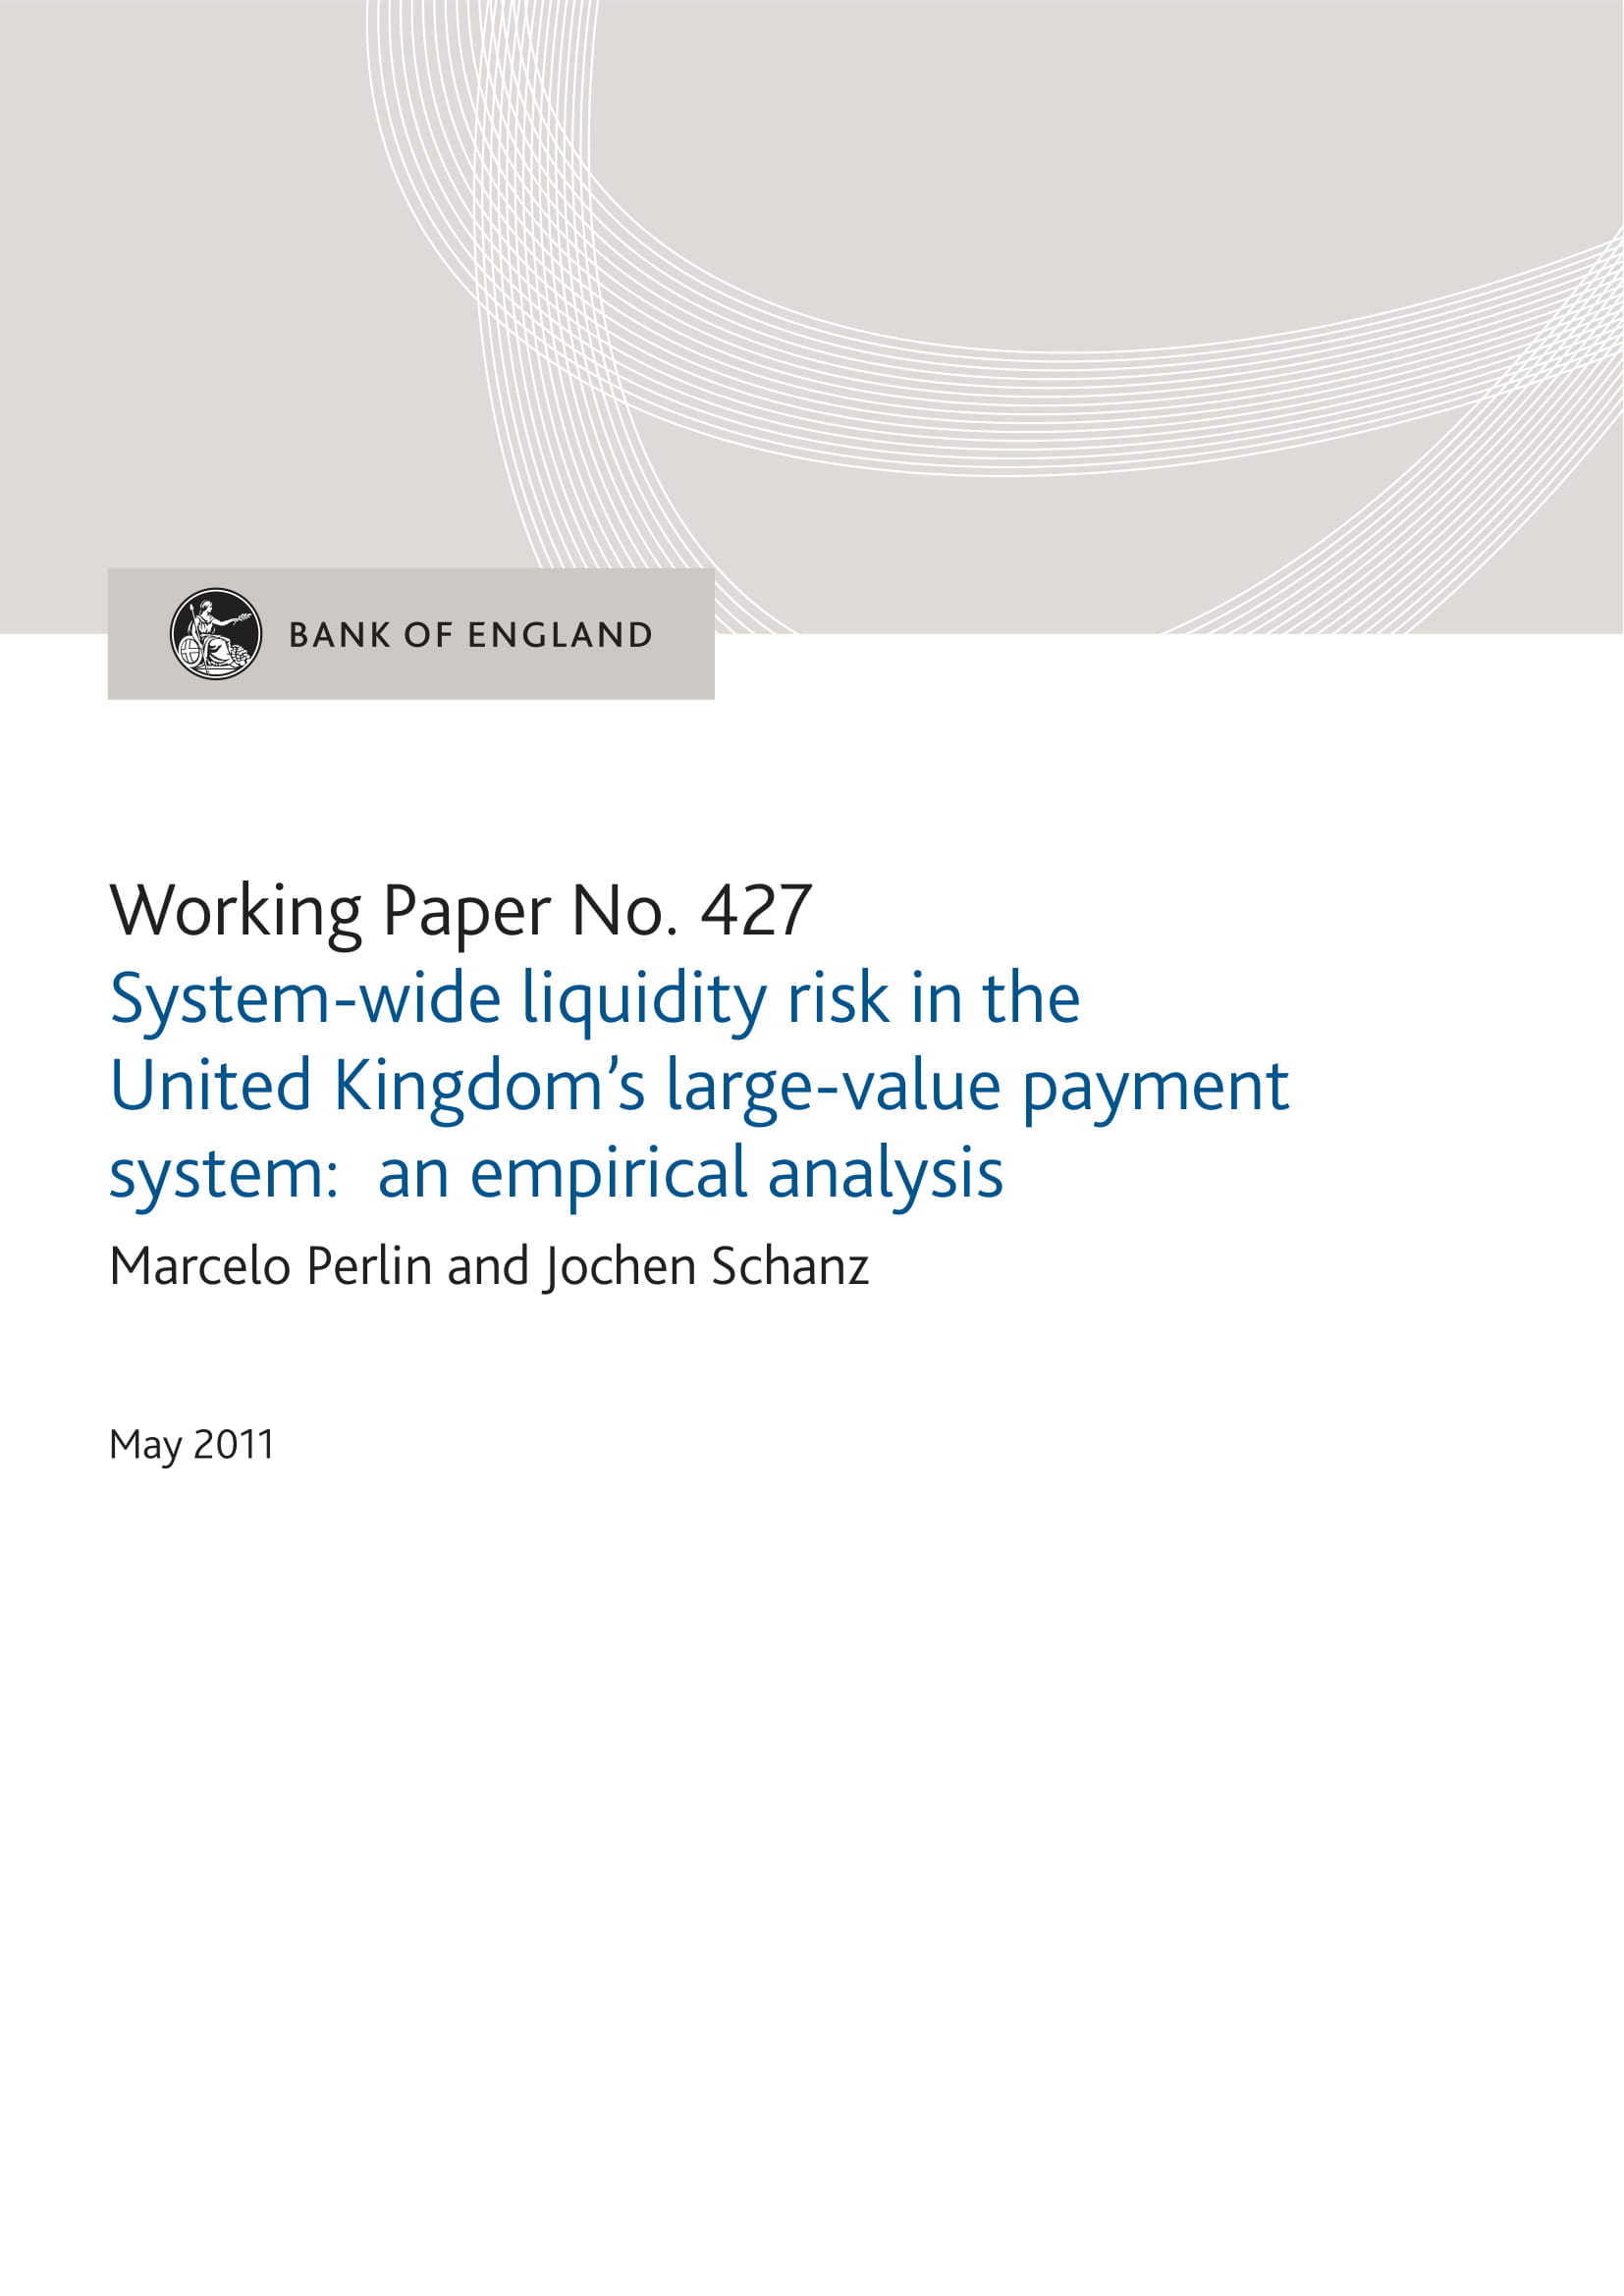 BANK OF ENGLAND
Working Paper No. 427
System-wide liquidity risk in the
United Kingdom’s large-value payment
system:  an empirical analysis
Marcelo Perlin and Jochen Schanz
May 2011